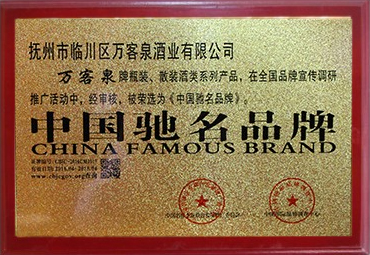 抚州市临川区万客泉酒业有限公司
万客泉牌瓶装、散装酒类系列产品，在全国品牌宣传调研
推广活动中，经审核，被荣选为《中国驰名品牌》。
中国驰名品牌
CHINA FAMOUS BRAND